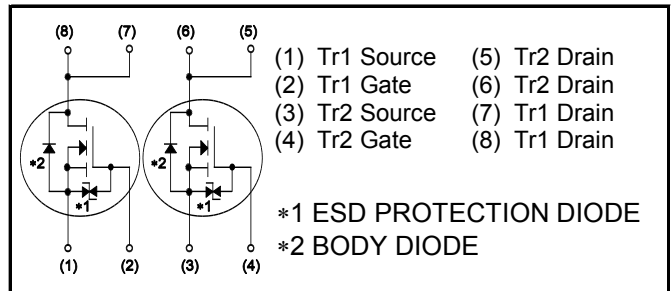 (8) (7) (6) (5)
(1) Tr1 Source (5) Tr2 Drain
(2) Tr1 Gate (6) Tr2 Drain
(3) Tr2 Source (7) Tr1 Drain
(4) Tr2 Gate (8) Tr1 Drain
*2 *2
*1 *1
*1 ESD PROTECTION DIODE
*2 BODY DIODE
(1) (2) (3) (4)